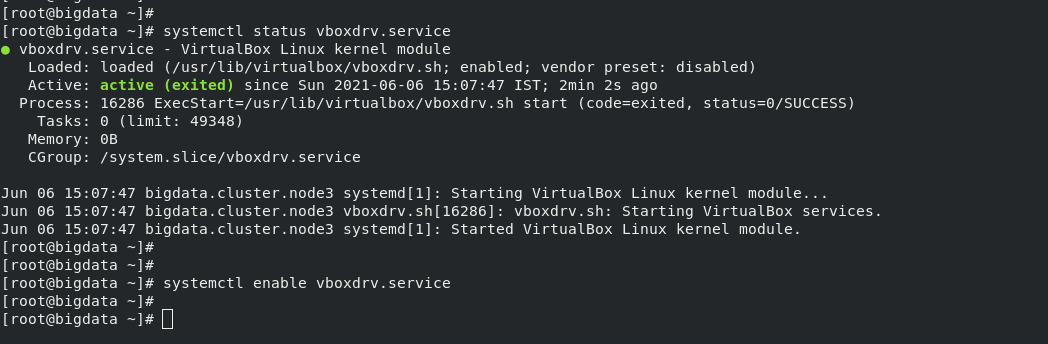 [root@bigdata ~]#
[root@bigdata ~]#
[root@bigdata ~]# systemctl status vboxdrv.service
● vboxdrv.service - VirtualBox Linux kernel module
   Loaded: loaded (/usr/lib/virtualbox/vboxdrv.sh; enabled; vendor preset: disabled)
   Active: active (exited) since Sun 2021-06-06 15:07:47 IST; 2min 2s ago
  Process: 16286 ExecStart=/usr/lib/virtualbox/vboxdrv.sh start (code=exited, status=0/SUCCESS)
    Tasks: 0 (limit: 49348)
   Memory: 0B
   CGroup: /system.slice/vboxdrv.service

Jun 06 15:07:47 bigdata.cluster.node3 systemd[1]: Starting VirtualBox Linux kernel module...
Jun 06 15:07:47 bigdata.cluster.node3 vboxdrv.sh[16286]: vboxdrv.sh: Starting VirtualBox services.
Jun 06 15:07:47 bigdata.cluster.node3 systemd[1]: Started VirtualBox Linux kernel module.
[root@bigdata ~]#
[root@bigdata ~]#
[root@bigdata ~]# systemctl enable vboxdrv.service
[root@bigdata ~]#
[root@bigdata ~]#